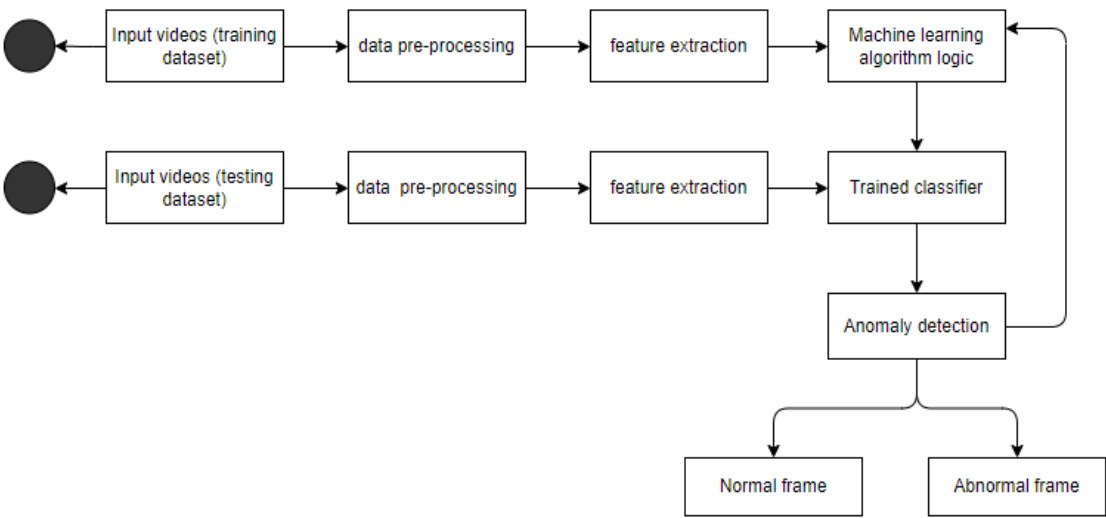 Input videos (training
dataset)
data pre-processing
feature extraction
Machine learning
algorithm logic
Input videos (testing
dataset)
data  pre-processing
feature extraction
Trained classifier
Anomaly detection
Normal frame
Abnormal frame